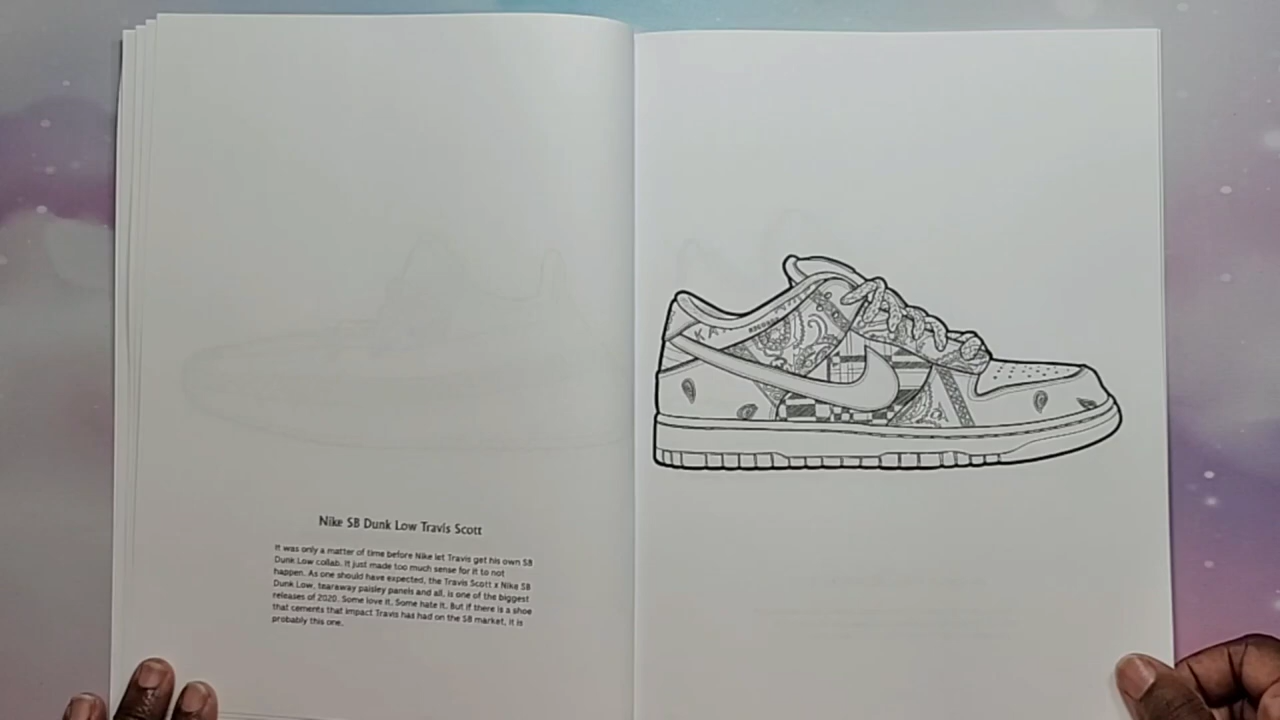 Nike SB Dunk Low Travis Scott
It was only a matter of time before Nike let Travis get his own SB
Dunk Low collab. It just made too much sense for it to not
happen. As one should have expected, the Travis Scott x Nike SB
Dunk Low, tearaway paisley panels and all, is one of the biggest
releases of 2020. Some love it. Some hate it. But if there is a shoe
that cements that impact Travis has had on the SB market, it is
probably this one.